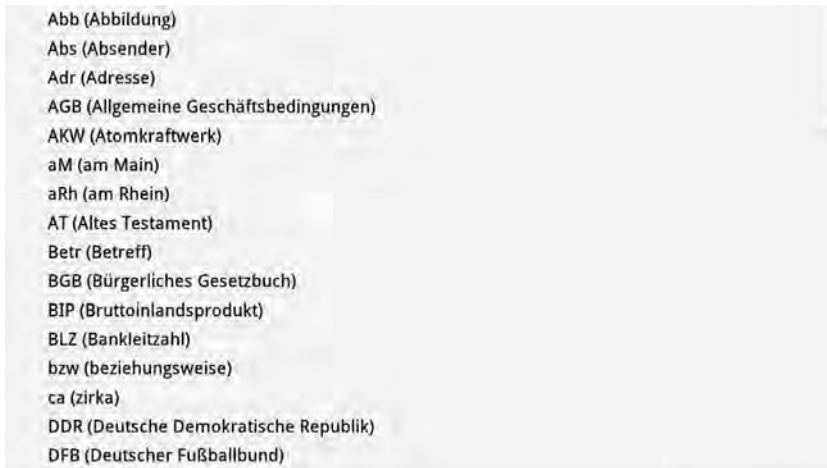 Abb (Abbildung)
Abs (Absender)
Adr (Adresse)
AGB (Allgemeine Geschäftsbedingungen)
AKW (Atomkraftwerk)
aM (am Main)
aRh (am Rhein)
AT (Altes Testament)
Betr (Betreff)
BGB (Bürgerliches Gesetzbuch)
BIP (Bruttoinlandsprodukt)
BLZ (Bankleitzahl)
bzw (beziehungsweise)
ca (zirka)
DDR (Deutsche Demokratische Republik)
DFB (Deutscher Fußballbund)